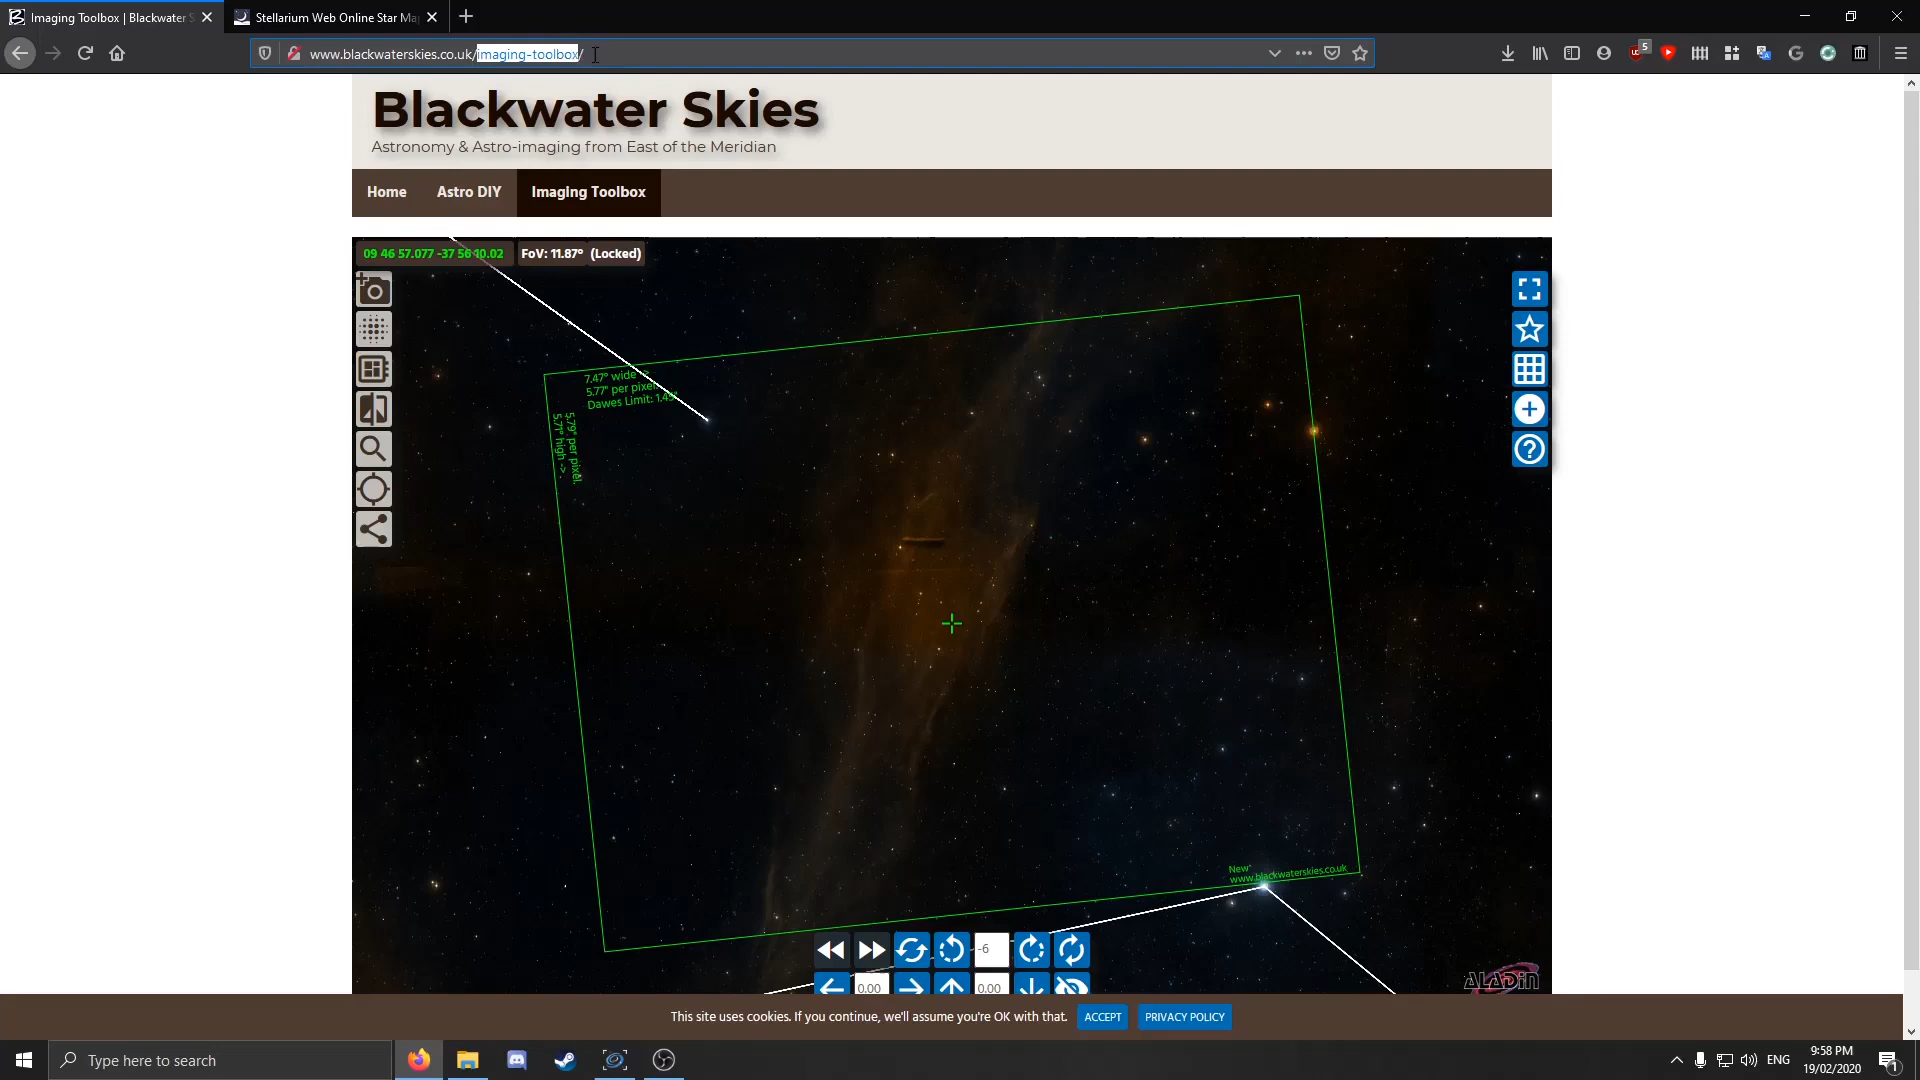 Imaging Toolbox | Blackwater S
Stellarium Web Online Star Ma
www.blackwaterskies.co.uk/imaging-toolbox/
5
Blackwater Skies
Astronomy & Astro-imaging from East of the Meridian
Home
Astro DIY
Imaging Toolbox
09 46 57.077 -37 56 10.02
FoV: 11.87° (Locked)
7.47° wide ->
5.77" per pixel.
Dawes Limit: 1.45"
5.79" per pixel.
5.71° high ->
New"
www.blackwaterskies.co.uk
-6
0.00
0.00
ALADIN
This site uses cookies. If you continue, we'll assume you're OK with that.
ACCEPT
PRIVACY POLICY
Type here to search
ENG
9:58 PM
19/02/2020
1